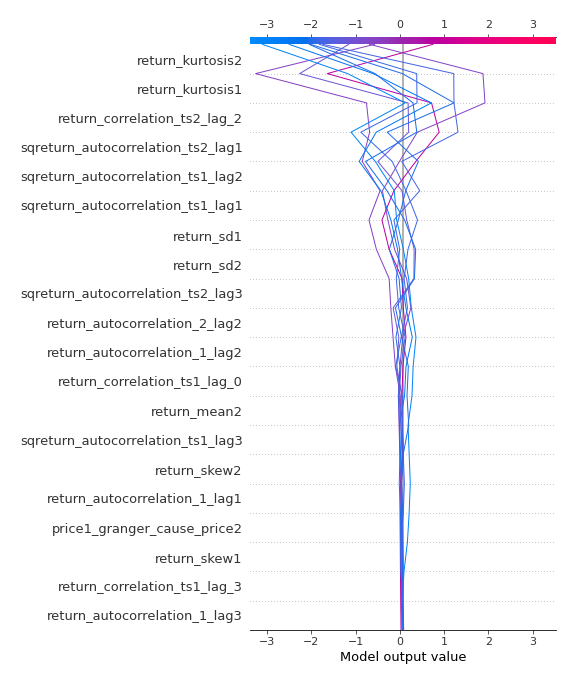 −3 −2 −1 0 1 2 3
return_kurtosis2
return_kurtosis1
return_correlation_ts2_lag_2
sqreturn_autocorrelation_ts2_lag1
sqreturn_autocorrelation_ts1_lag2
sqreturn_autocorrelation_ts1_lag1
return_sd1
return_sd2
sqreturn_autocorrelation_ts2_lag3
return_autocorrelation_2_lag2
return_autocorrelation_1_lag2
return_correlation_ts1_lag_0
return_mean2
sqreturn_autocorrelation_ts1_lag3
return_skew2
return_autocorrelation_1_lag1
price1_granger_cause_price2
return_skew1
return_correlation_ts1_lag_3
return_autocorrelation_1_lag3
−3 −2 −1 0 1 2 3
Model output value